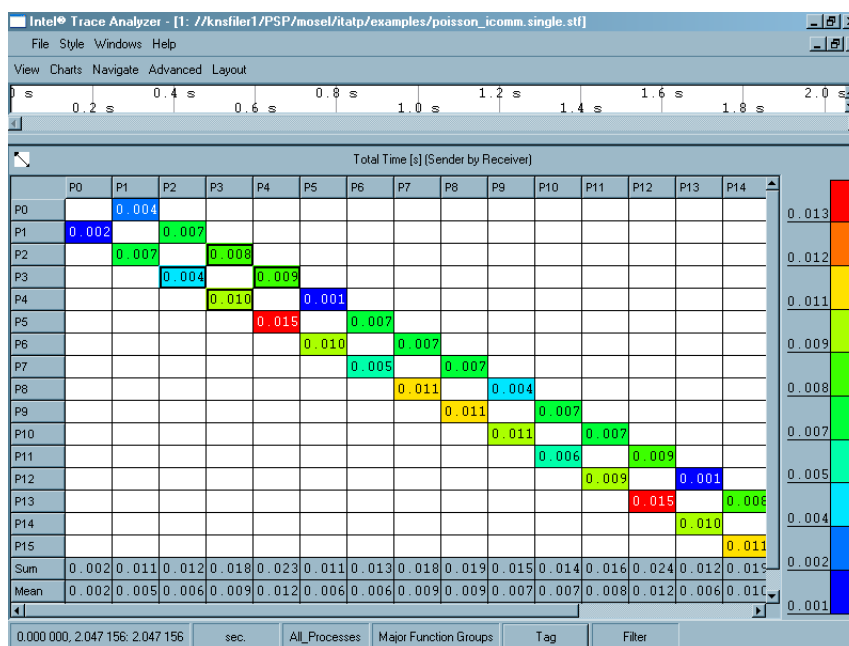 Intel® Trace Analyzer - [1: //knsfiler1/PSP/mosel/itatp/examples/poisson_icomm.single.stf]
File Style Windows Help
View Charts Navigate Advanced Layout
0.4 s 0.8 s 1.2 s 1.6 s 2.0 s
0.2 s 0.6 s 1.0 s 1.4 s 1.8 s
Total Time [s] (Sender by Receiver)
P0 P1 P2 P3 P4 P5 P6 P7 P8 P9 P10 P11 P12 P13 P14
P0 0.004
P1 0.002 0.007
P2 0.007 0.008
P3 0.004 0.009
P4 0.010 0.001
P5 0.015 0.007
P6 0.010 0.007
P7 0.005 0.007
P8 0.011 0.004
P9 0.011 0.007
P10 0.011 0.007
P11 0.006 0.009
P12 0.009 0.001
P13 0.015 0.008
P14 0.010
P15 0.011
Sum 0.002 0.011 0.012 0.018 0.023 0.011 0.013 0.018 0.019 0.015 0.014 0.016 0.024 0.012 0.019
Mean 0.002 0.005 0.006 0.009 0.012 0.006 0.006 0.009 0.009 0.007 0.007 0.008 0.012 0.006
0.013
0.012
0.011
0.009
0.008
0.007
0.005
0.004
0.002
0.001
0.000 000, 2.047 156: 2.047 156 sec. All_Processes Major Function Groups Tag Filter